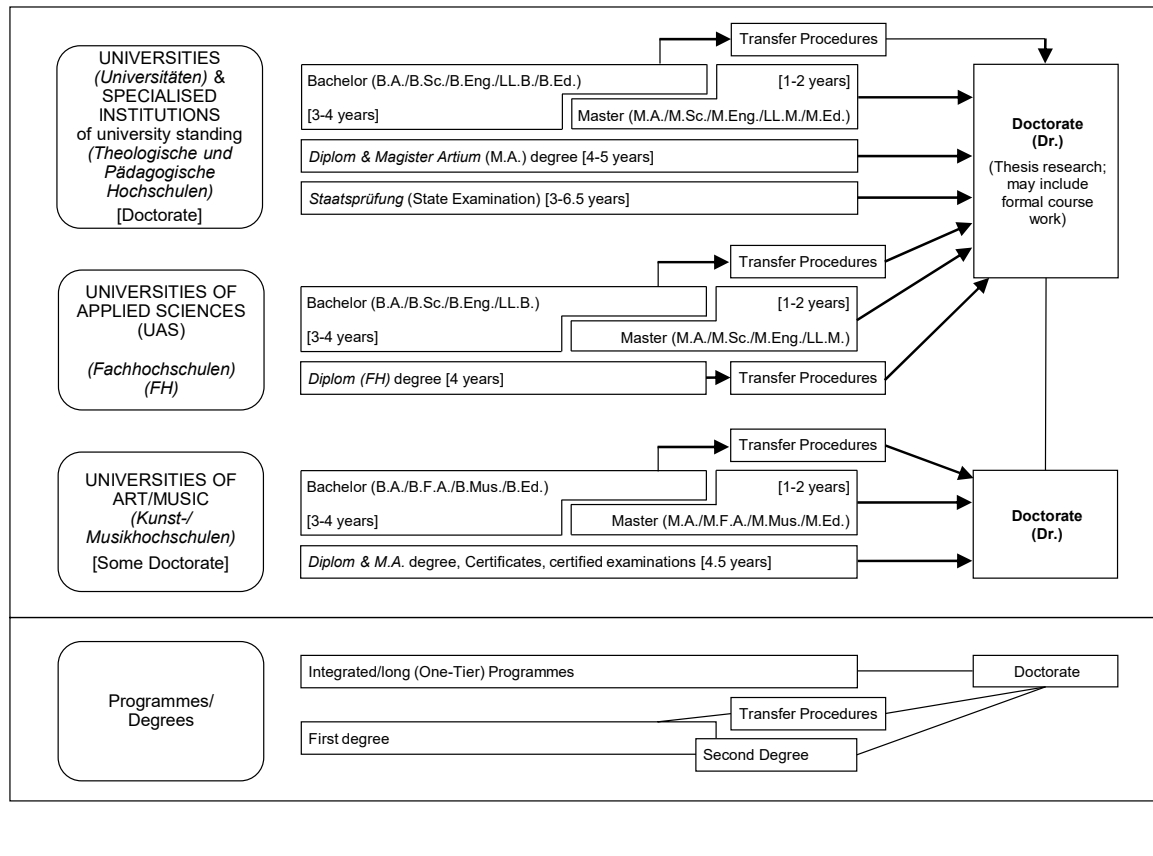 UNIVERSITIES
(Universitäten) &
SPECIALISED
INSTITUTIONS
of university standing
(Theologische und
Pädagogische
Hochschulen)
[Doctorate]
Transfer Procedures
Bachelor (B.A./B.Sc./B.Eng./LL.B./B.Ed.)
[3-4 years]
[1-2 years]
Master (M.A./M.Sc./M.Eng./LL.M./M.Ed.)
Diplom & Magister Artium (M.A.) degree [4-5 years]
Staatsprüfung (State Examination) [3-6.5 years]
Doctorate
(Dr.)
(Thesis research;
may include
formal course
work)
UNIVERSITIES OF
APPLIED SCIENCES
(UAS)
(Fachhochschulen)
(FH)
Transfer Procedures
Bachelor (B.A./B.Sc./B.Eng./LL.B.)
[3-4 years]
[1-2 years]
Master (M.A./M.Sc./M.Eng./LL.M.)
Diplom (FH) degree [4 years]
Transfer Procedures
UNIVERSITIES OF
ART/MUSIC
(Kunst-/
Musikhochschulen)
[Some Doctorate]
Transfer Procedures
Bachelor (B.A./B.F.A./B.Mus./B.Ed.)
[3-4 years]
[1-2 years]
Master (M.A./M.F.A./M.Mus./M.Ed.)
Diplom & M.A. degree, Certificates, certified examinations [4.5 years]
Doctorate
(Dr.)
Programmes/
Degrees
Integrated/long (One-Tier) Programmes
Doctorate
Transfer Procedures
First degree
Second Degree